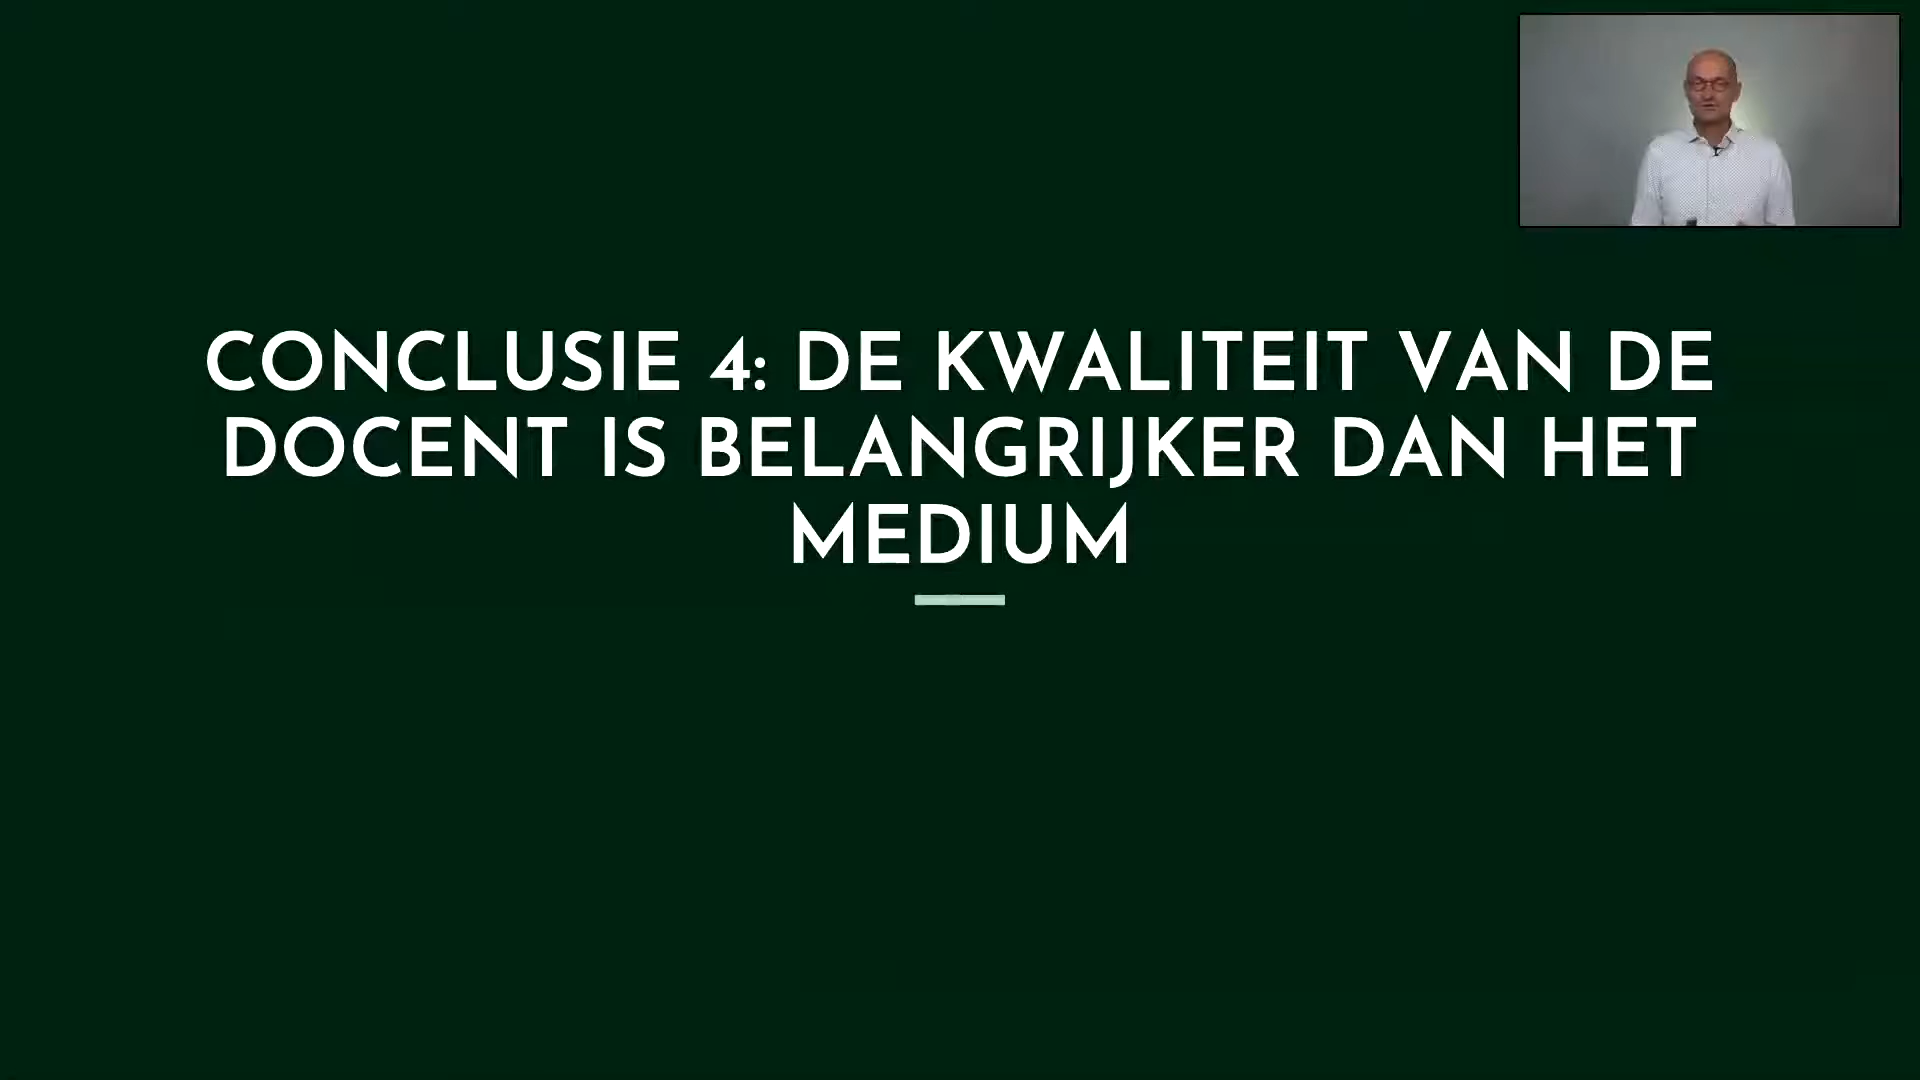 CONCLUSIE 4: DE KWALITEIT VAN DE
DOCENT IS BELANGRIJKER DAN HET
MEDIUM